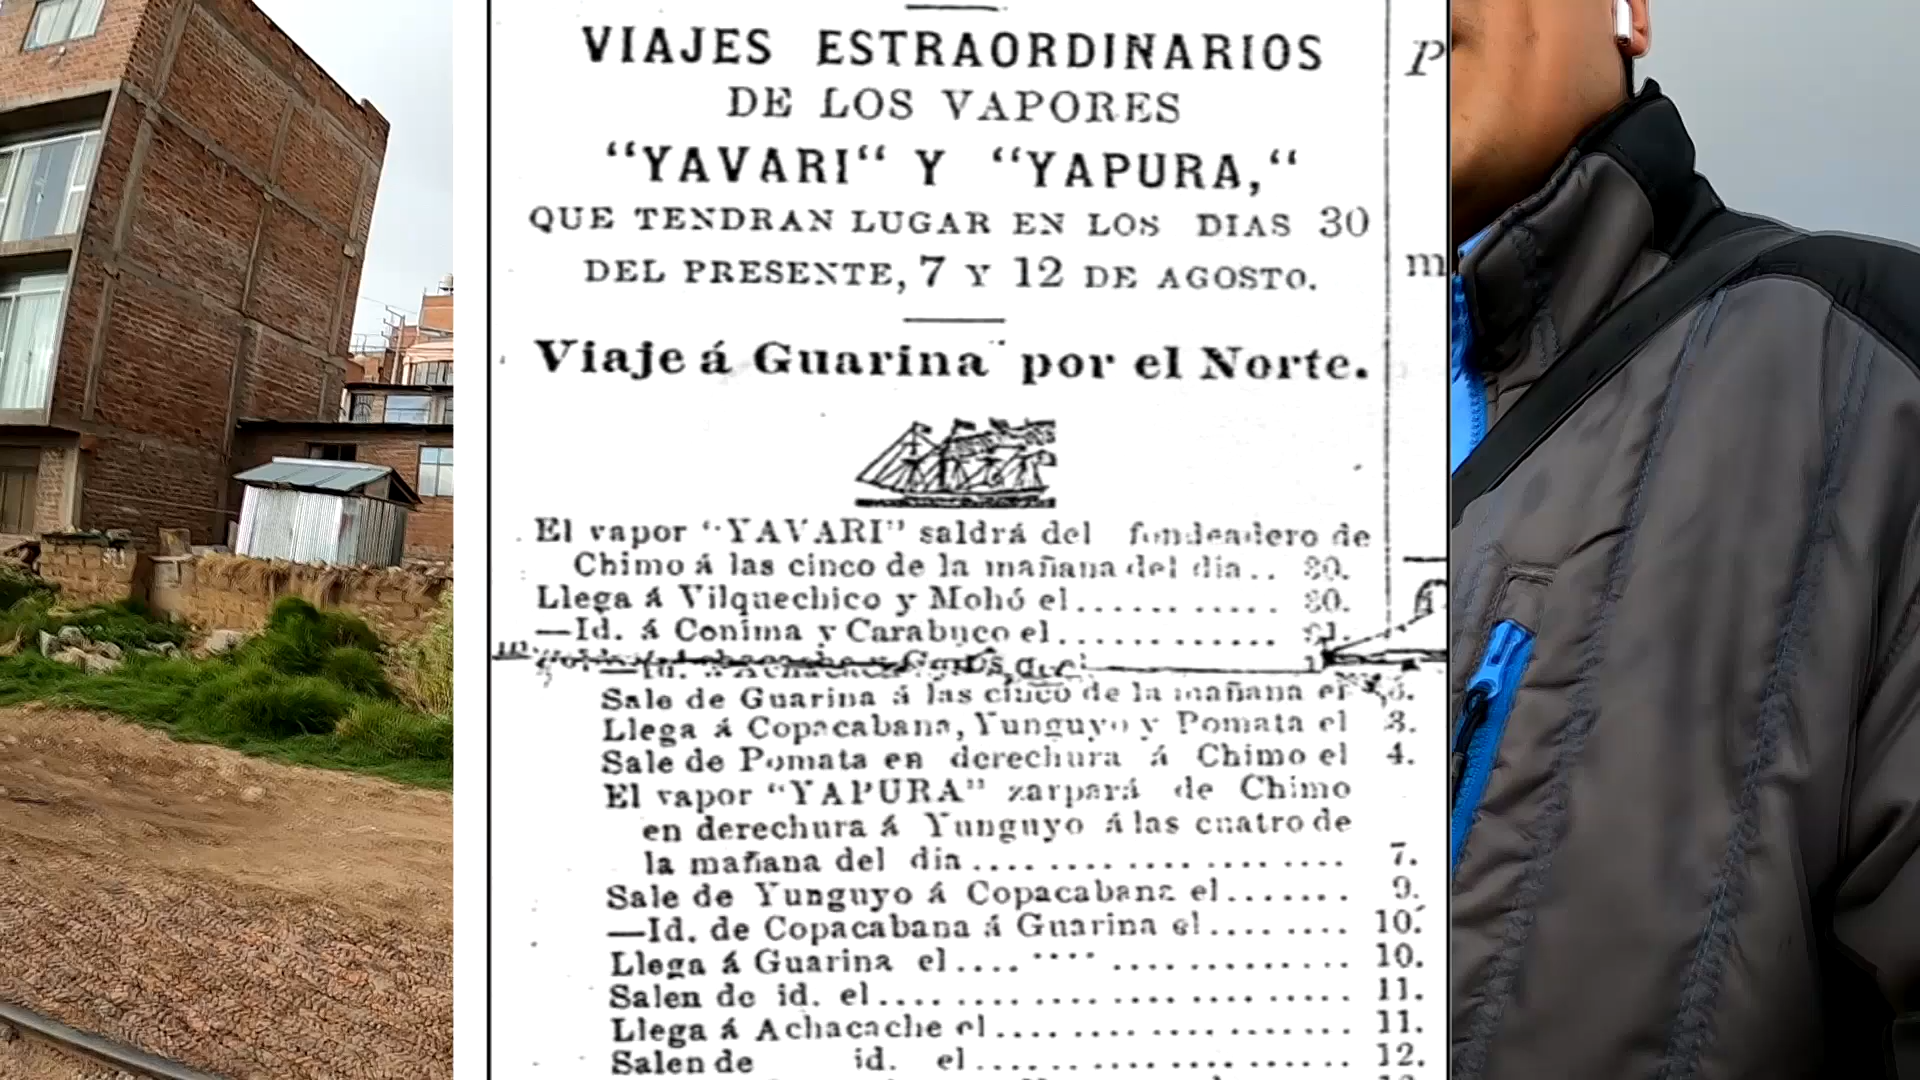 VIAJES ESTRAORDINARIOS
DE LOS VAPORES
"YAVARI" Y "YAPURA,"
QUE TENDRAN LUGAR EN LOS DIAS 30
DEL PRESENTE, 7 Y 12 DE AGOSTO.
Viaje á Guarina por el Norte.
El vapor "YAVARI" saldrá del fondeadero de
Chimo á las cinco de la mañana del dia.. 30.
Llega á Vilquechico y Mohó el............ 30.
—Id. á Conima y Carabuco el............
Sale de Guarina á las cinco de la mañana el
Llega á Copacabana, Yunguyo y Pomata el 3.
Sale de Pomata en derechura á Chimo el 4.
El vapor "YAPURA" zarpará de Chimo
en derechura á Yunguyo á las cuatro de
la mañana del dia.................... 7.
Sale de Yunguyo á Copacabana el....... 9.
—Id. de Copacabana á Guarina el........ 10.
Llega á Guarina el.................... 10.
Salen de id. el........................ 11.
Llega á Achacache el................... 11.
Salen de id. el................... 12.
P
m